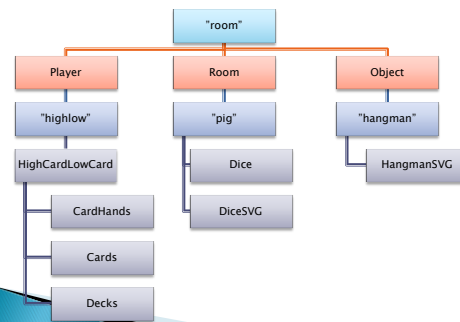 "room"
Player
Room
Object
"highlow"
"pig"
"hangman"
HighCardLowCard
Dice
HangmanSVG
CardHands
DiceSVG
Cards
Decks